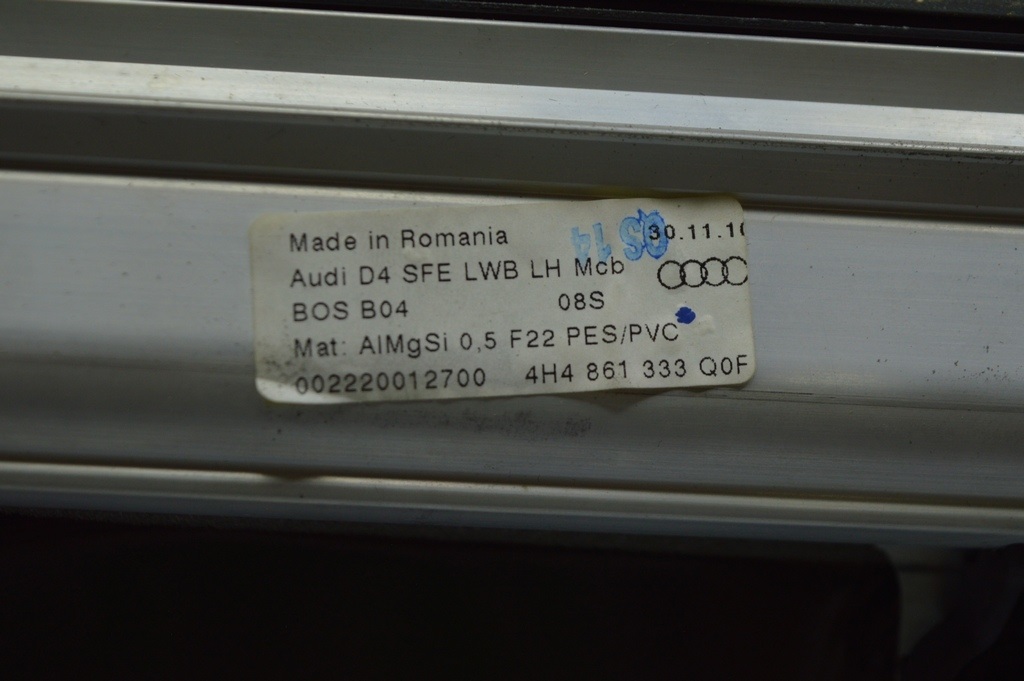 Made in Romania 30.11.10
Audi D4 SFE LWB LH Mcb
BOS B04 08S
Mat: AlMgSi 0,5 F22 PES/PVC
002220012700 4H4 861 333 Q0F